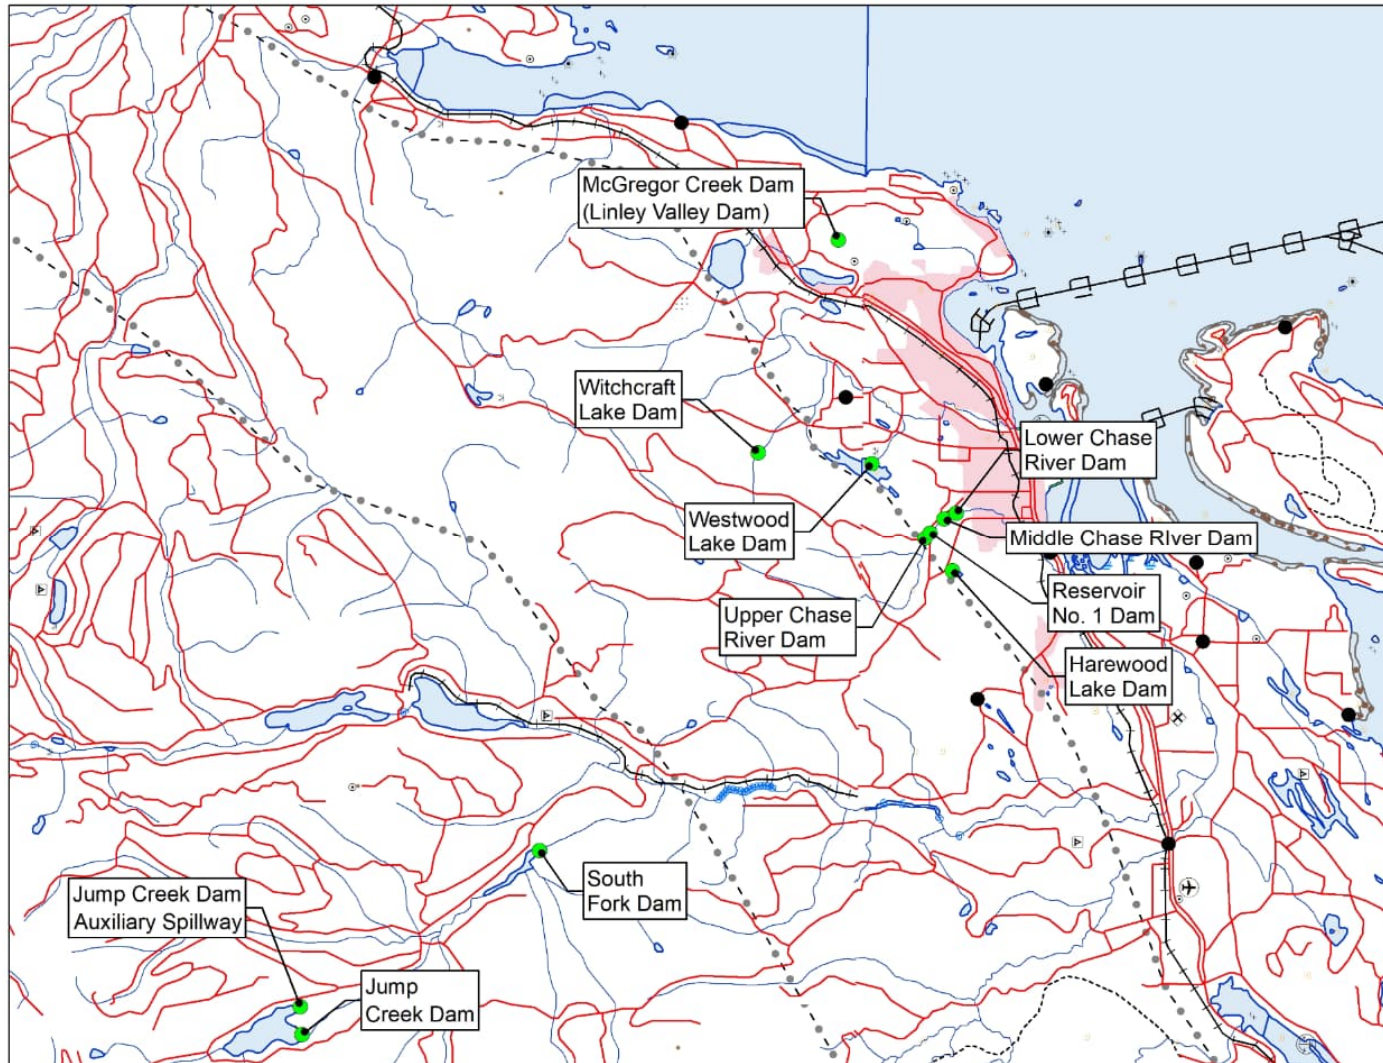 McGregor Creek Dam
(Linley Valley Dam)
Witchcraft
Lake Dam
Lower Chase
River Dam
Westwood
Lake Dam
Middle Chase RIver Dam
Reservoir
No. 1 Dam
Upper Chase
River Dam
Harewood
Lake Dam
South
Fork Dam
Jump Creek Dam
Auxiliary Spillway
Jump
Creek Dam